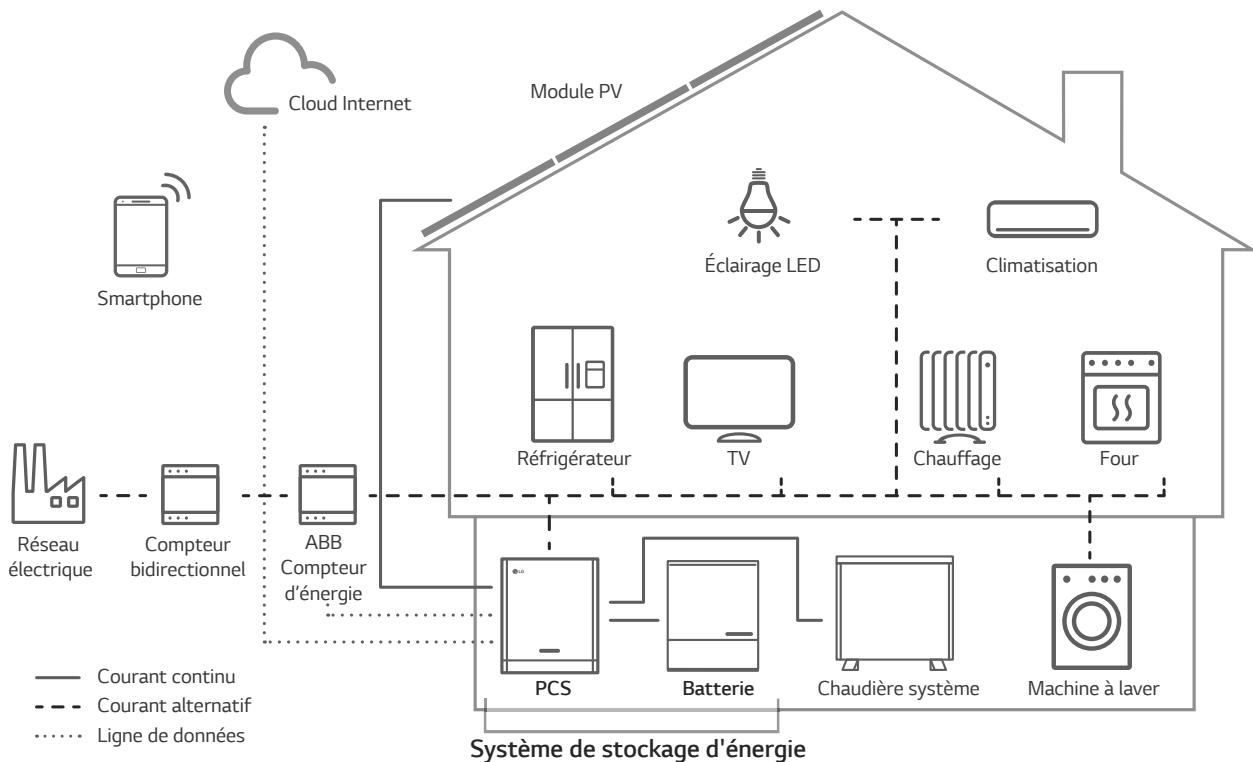 Cloud Internet
Module PV
Smartphone
Éclairage LED
Climatisation
Réfrigérateur
TV
Chauffage
Four
Réseau
électrique
Compteur
bidirectionnel
ABB
Compteur
d'énergie
LG
PCS
Batterie
Chaudière système
Machine à laver
Courant continu
Courant alternatif
Ligne de données
Système de stockage d'énergie